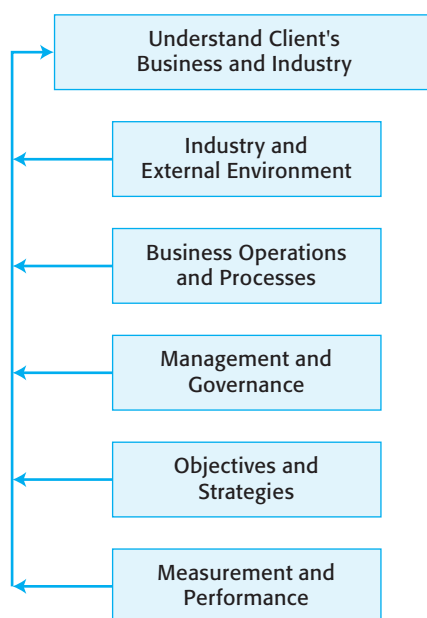 Understand Client's
Business and Industry
Industry and
External Environment
Business Operations
and Processes
Management and
Governance
Objectives and
Strategies
Measurement and
Performance